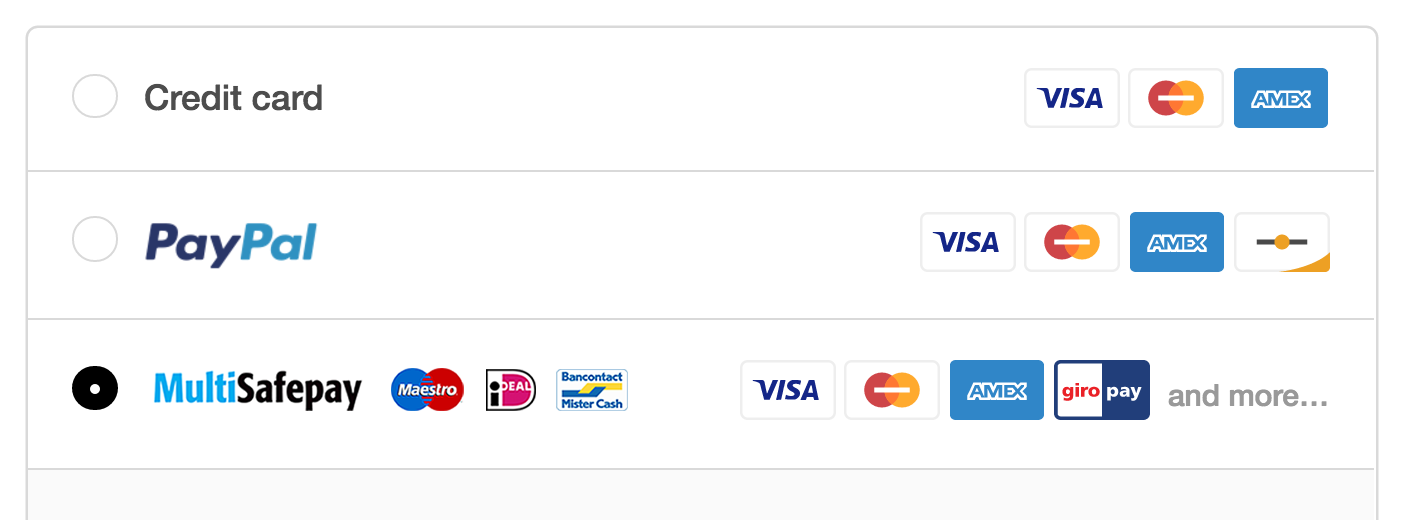 Credit card VISA AMEX
PayPal VISA AMEX
MultiSafepay Maestro iDEAL Bancontact Mister Cash VISA AMEX giro pay and more...